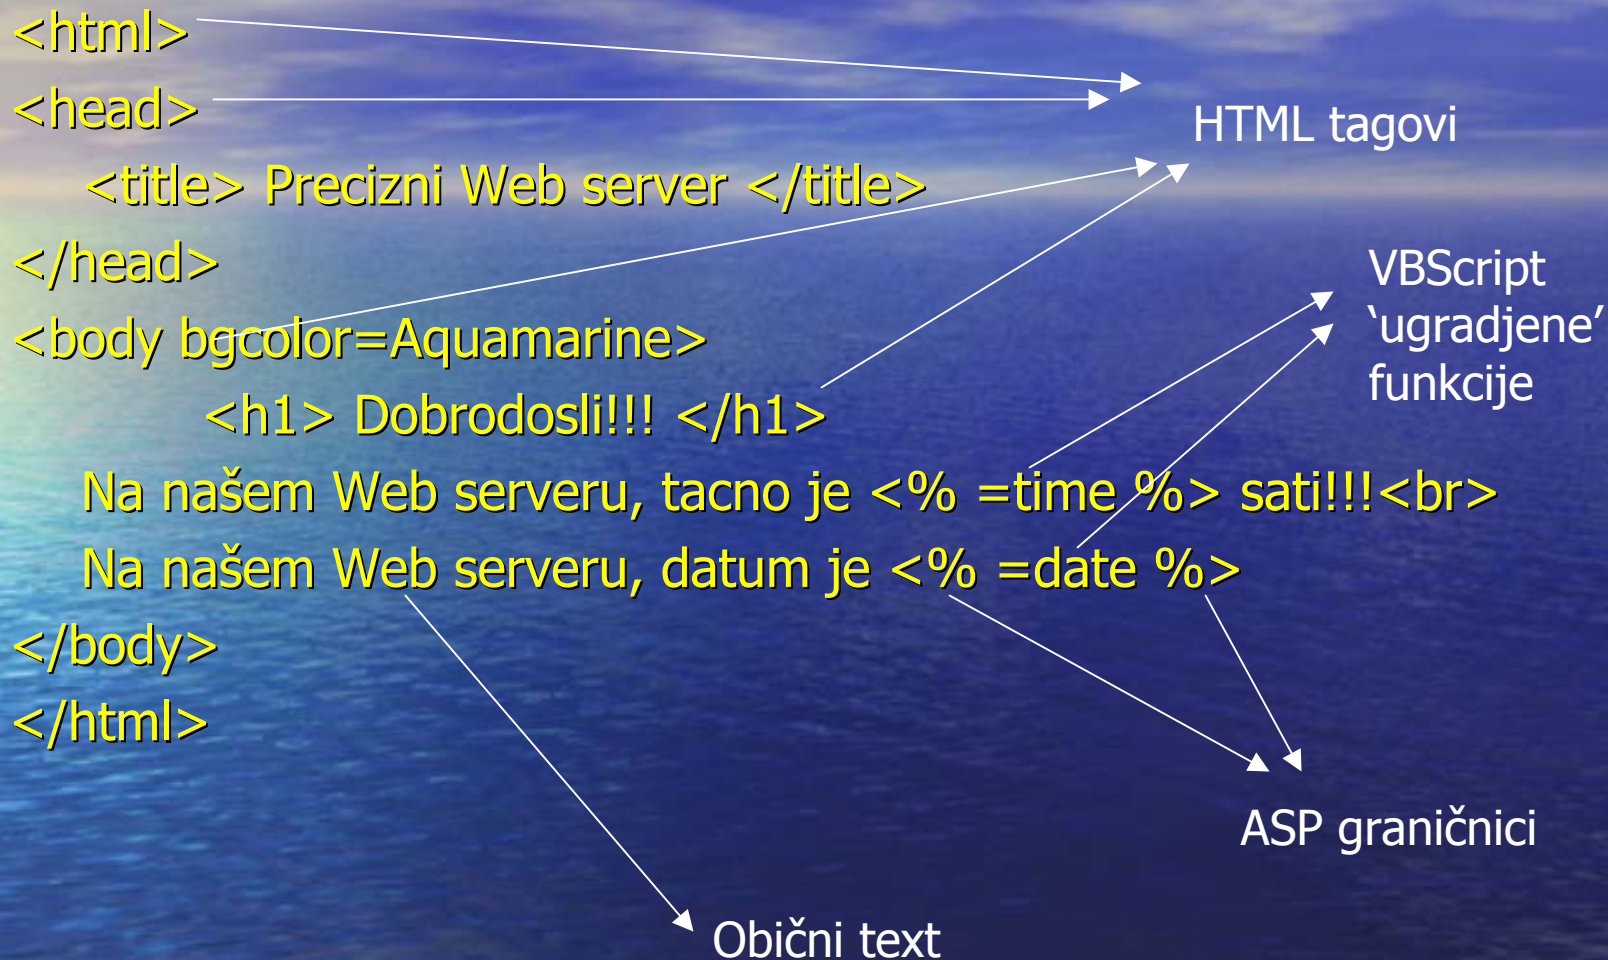 <html>
<head>
<title> Precizni Web server </title>
</head>
<body bgcolor=Aquamarine>
<h1> Dobrodosli!!! </h1>
Na našem Web serveru, tacno je <% =time %> sati!!!<br>
Na našem Web serveru, datum je <% =date %>
</body>
</html>
HTML tagovi
VBScript
‘ugradjene’
funkcije
ASP graničnici
Obični text